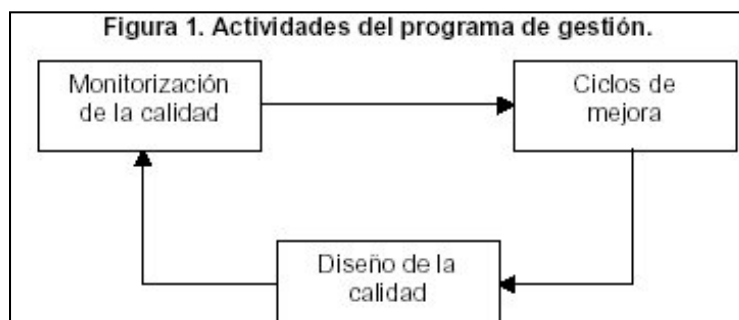 Figura 1. Actividades del programa de gestión.
Monitorización
de la calidad
Ciclos de
mejora
Diseño de la
calidad